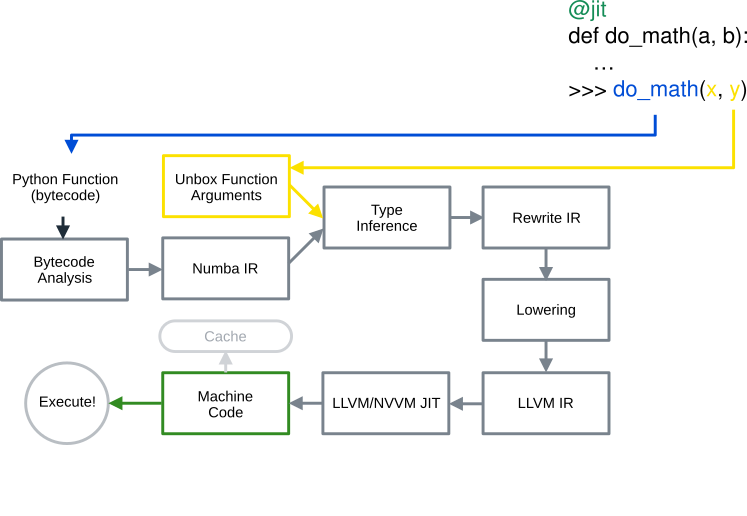 @jit
def do_math(a, b):
...
>>> do_math(x, y)
Python Function
(bytecode)
Unbox Function
Arguments
Type
Inference
Rewrite IR
Bytecode
Analysis
Numba IR
Lowering
Cache
Execute!
Machine
Code
LLVM/NVVM JIT
LLVM IR